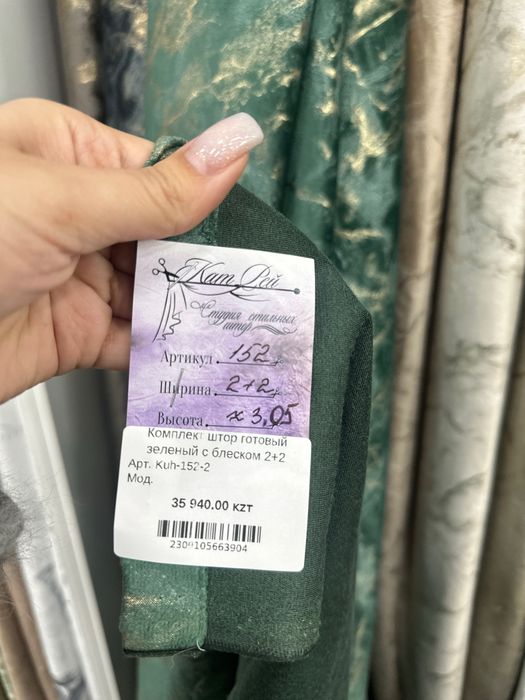 Кат Рей
Студия стильных
штор
Артикул 152
Ширина 2+2
Высота x 3,05
Комплект штор готовый
зеленый с блеском 2+2
Арт. Kuh-152-2
Мод.
35 940.00 KZT
2309105663904